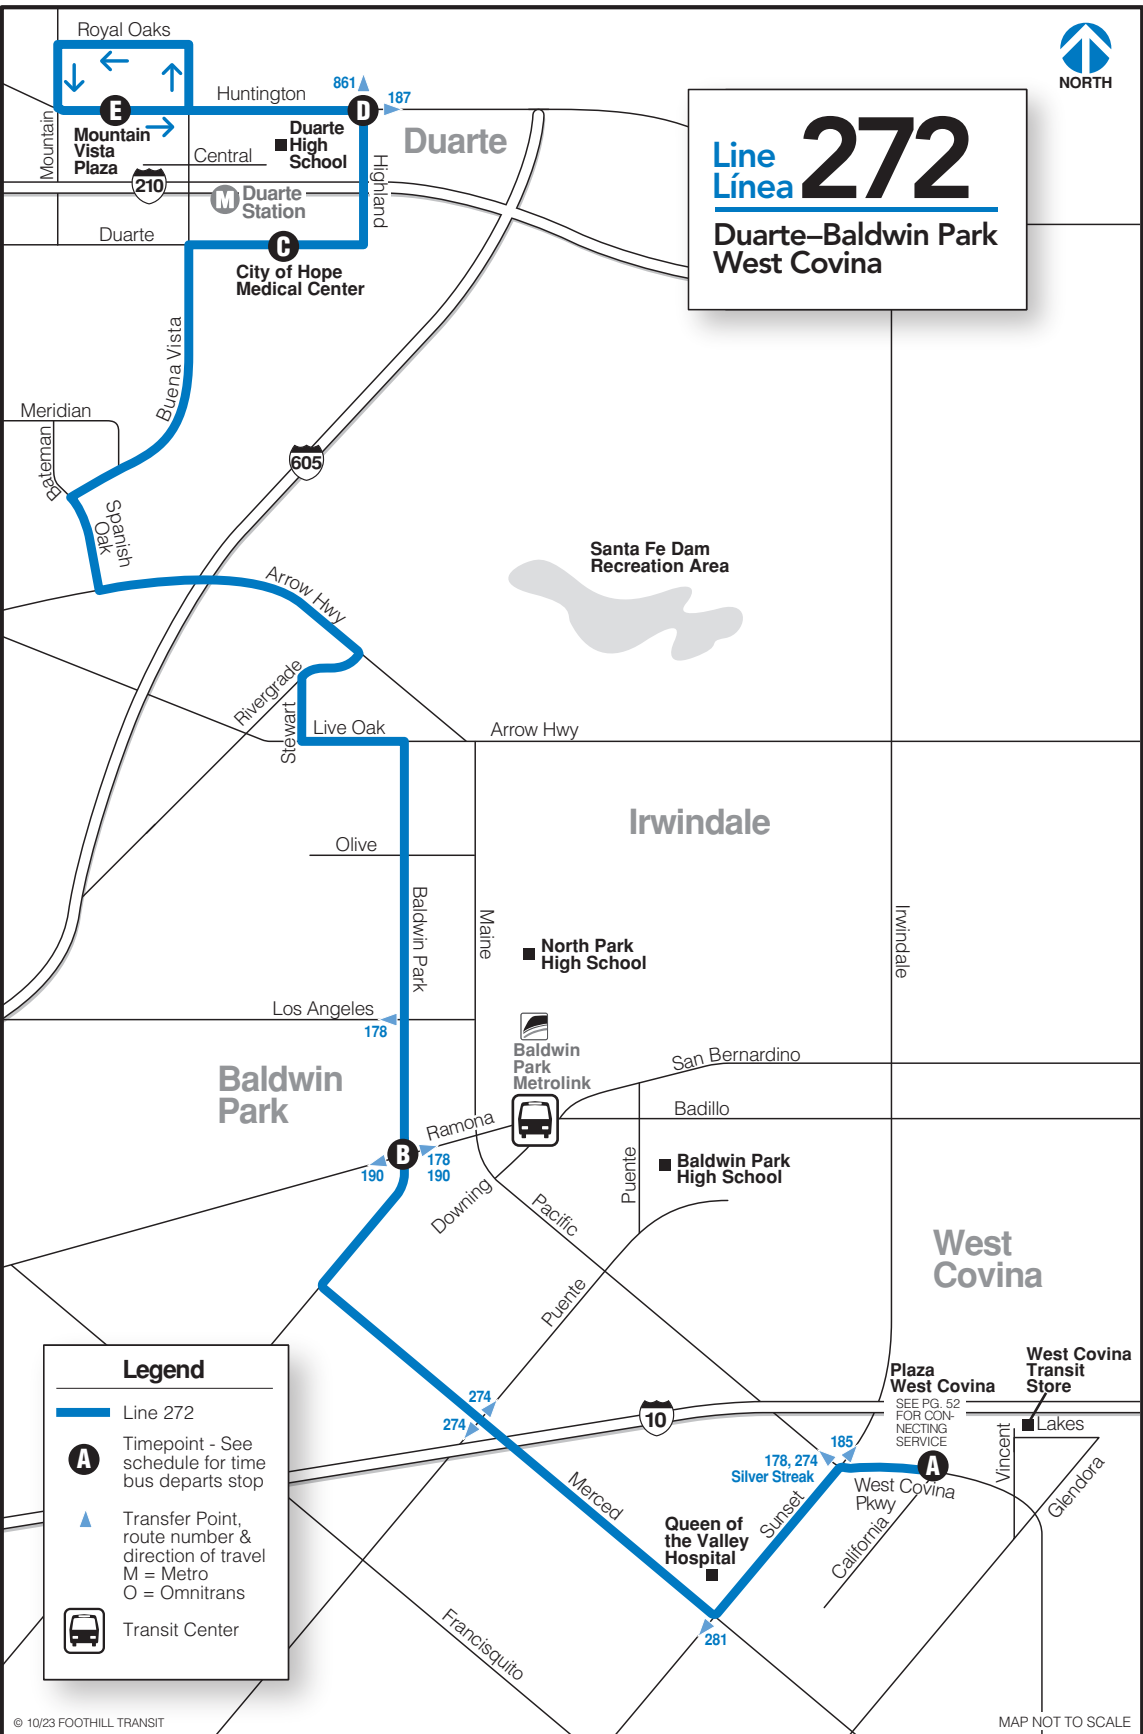 Royal Oaks
NORTH
861
187
Huntington
E
D
Mountain
Mountain
Vista
Plaza
Duarte
High
School
Duarte
Central
Highland
210
M
Duarte
Station
Line
Línea
272
Duarte–Baldwin Park
West Covina
Duarte
C
City of Hope
Medical Center
Buena Vista
Meridian
Bateman
605
Spanish
Oak
Santa Fe Dam
Recreation Area
Arrow Hwy
Rivergrade
Stewart
Live Oak
Arrow Hwy
Irwindale
Olive
Baldwin Park
Maine
Irwindale
North Park
High School
Los Angeles
178
Baldwin
Park
Metrolink
San Bernardino
Baldwin
Park
Badillo
Ramona
B
190
178
190
Puente
Baldwin Park
High School
Downing
Pacific
West
Covina
Puente
Legend
Line 272
A
Timepoint - See
schedule for time
bus departs stop
Transfer Point,
route number &
direction of travel
M = Metro
O = Omnitrans
Transit Center
274
274
10
Plaza
West Covina
SEE PG. 52
FOR CON-
NECTING
SERVICE
West Covina
Transit
Store
Lakes
Vincent
Glendora
185
178, 274
Silver Streak
A
West Covina
Pkwy
California
Merced
Sunset
Queen of
the Valley
Hospital
281
Francisquito
© 10/23 FOOTHILL TRANSIT
MAP NOT TO SCALE